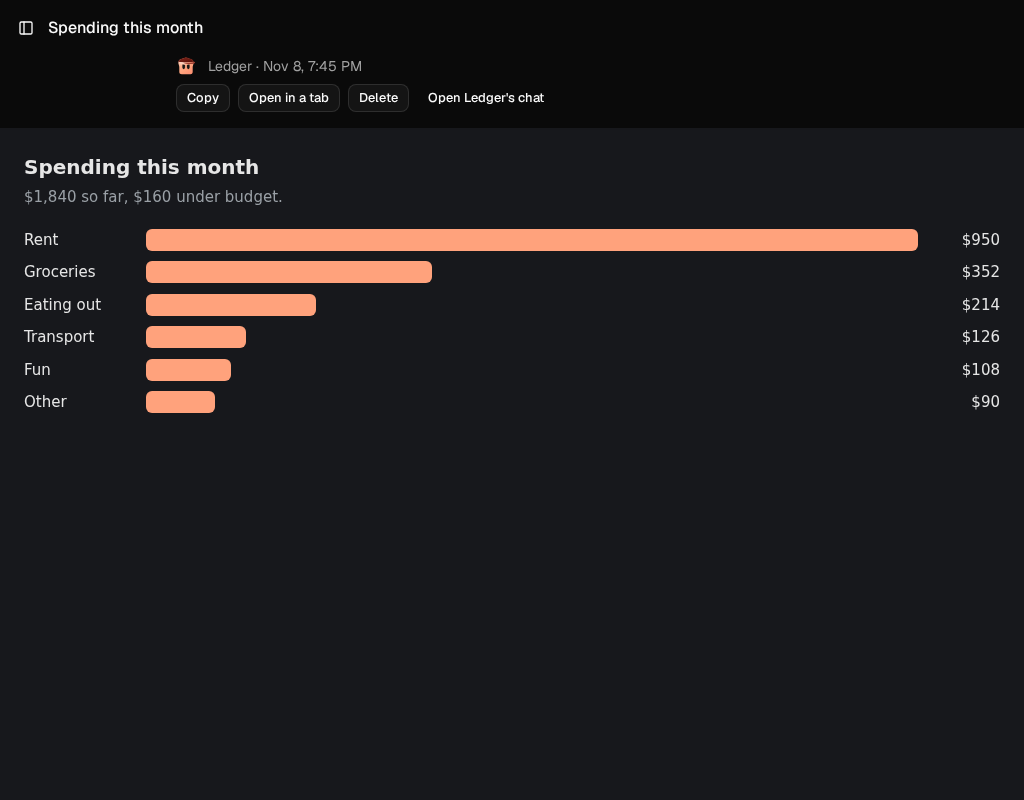 Spending this month
Ledger · Nov 8, 7:45 PM
Copy Open in a tab Delete Open Ledger's chat
Spending this month
$1,840 so far, $160 under budget.
Rent $950
Groceries $352
Eating out $214
Transport $126
Fun $108
Other $90